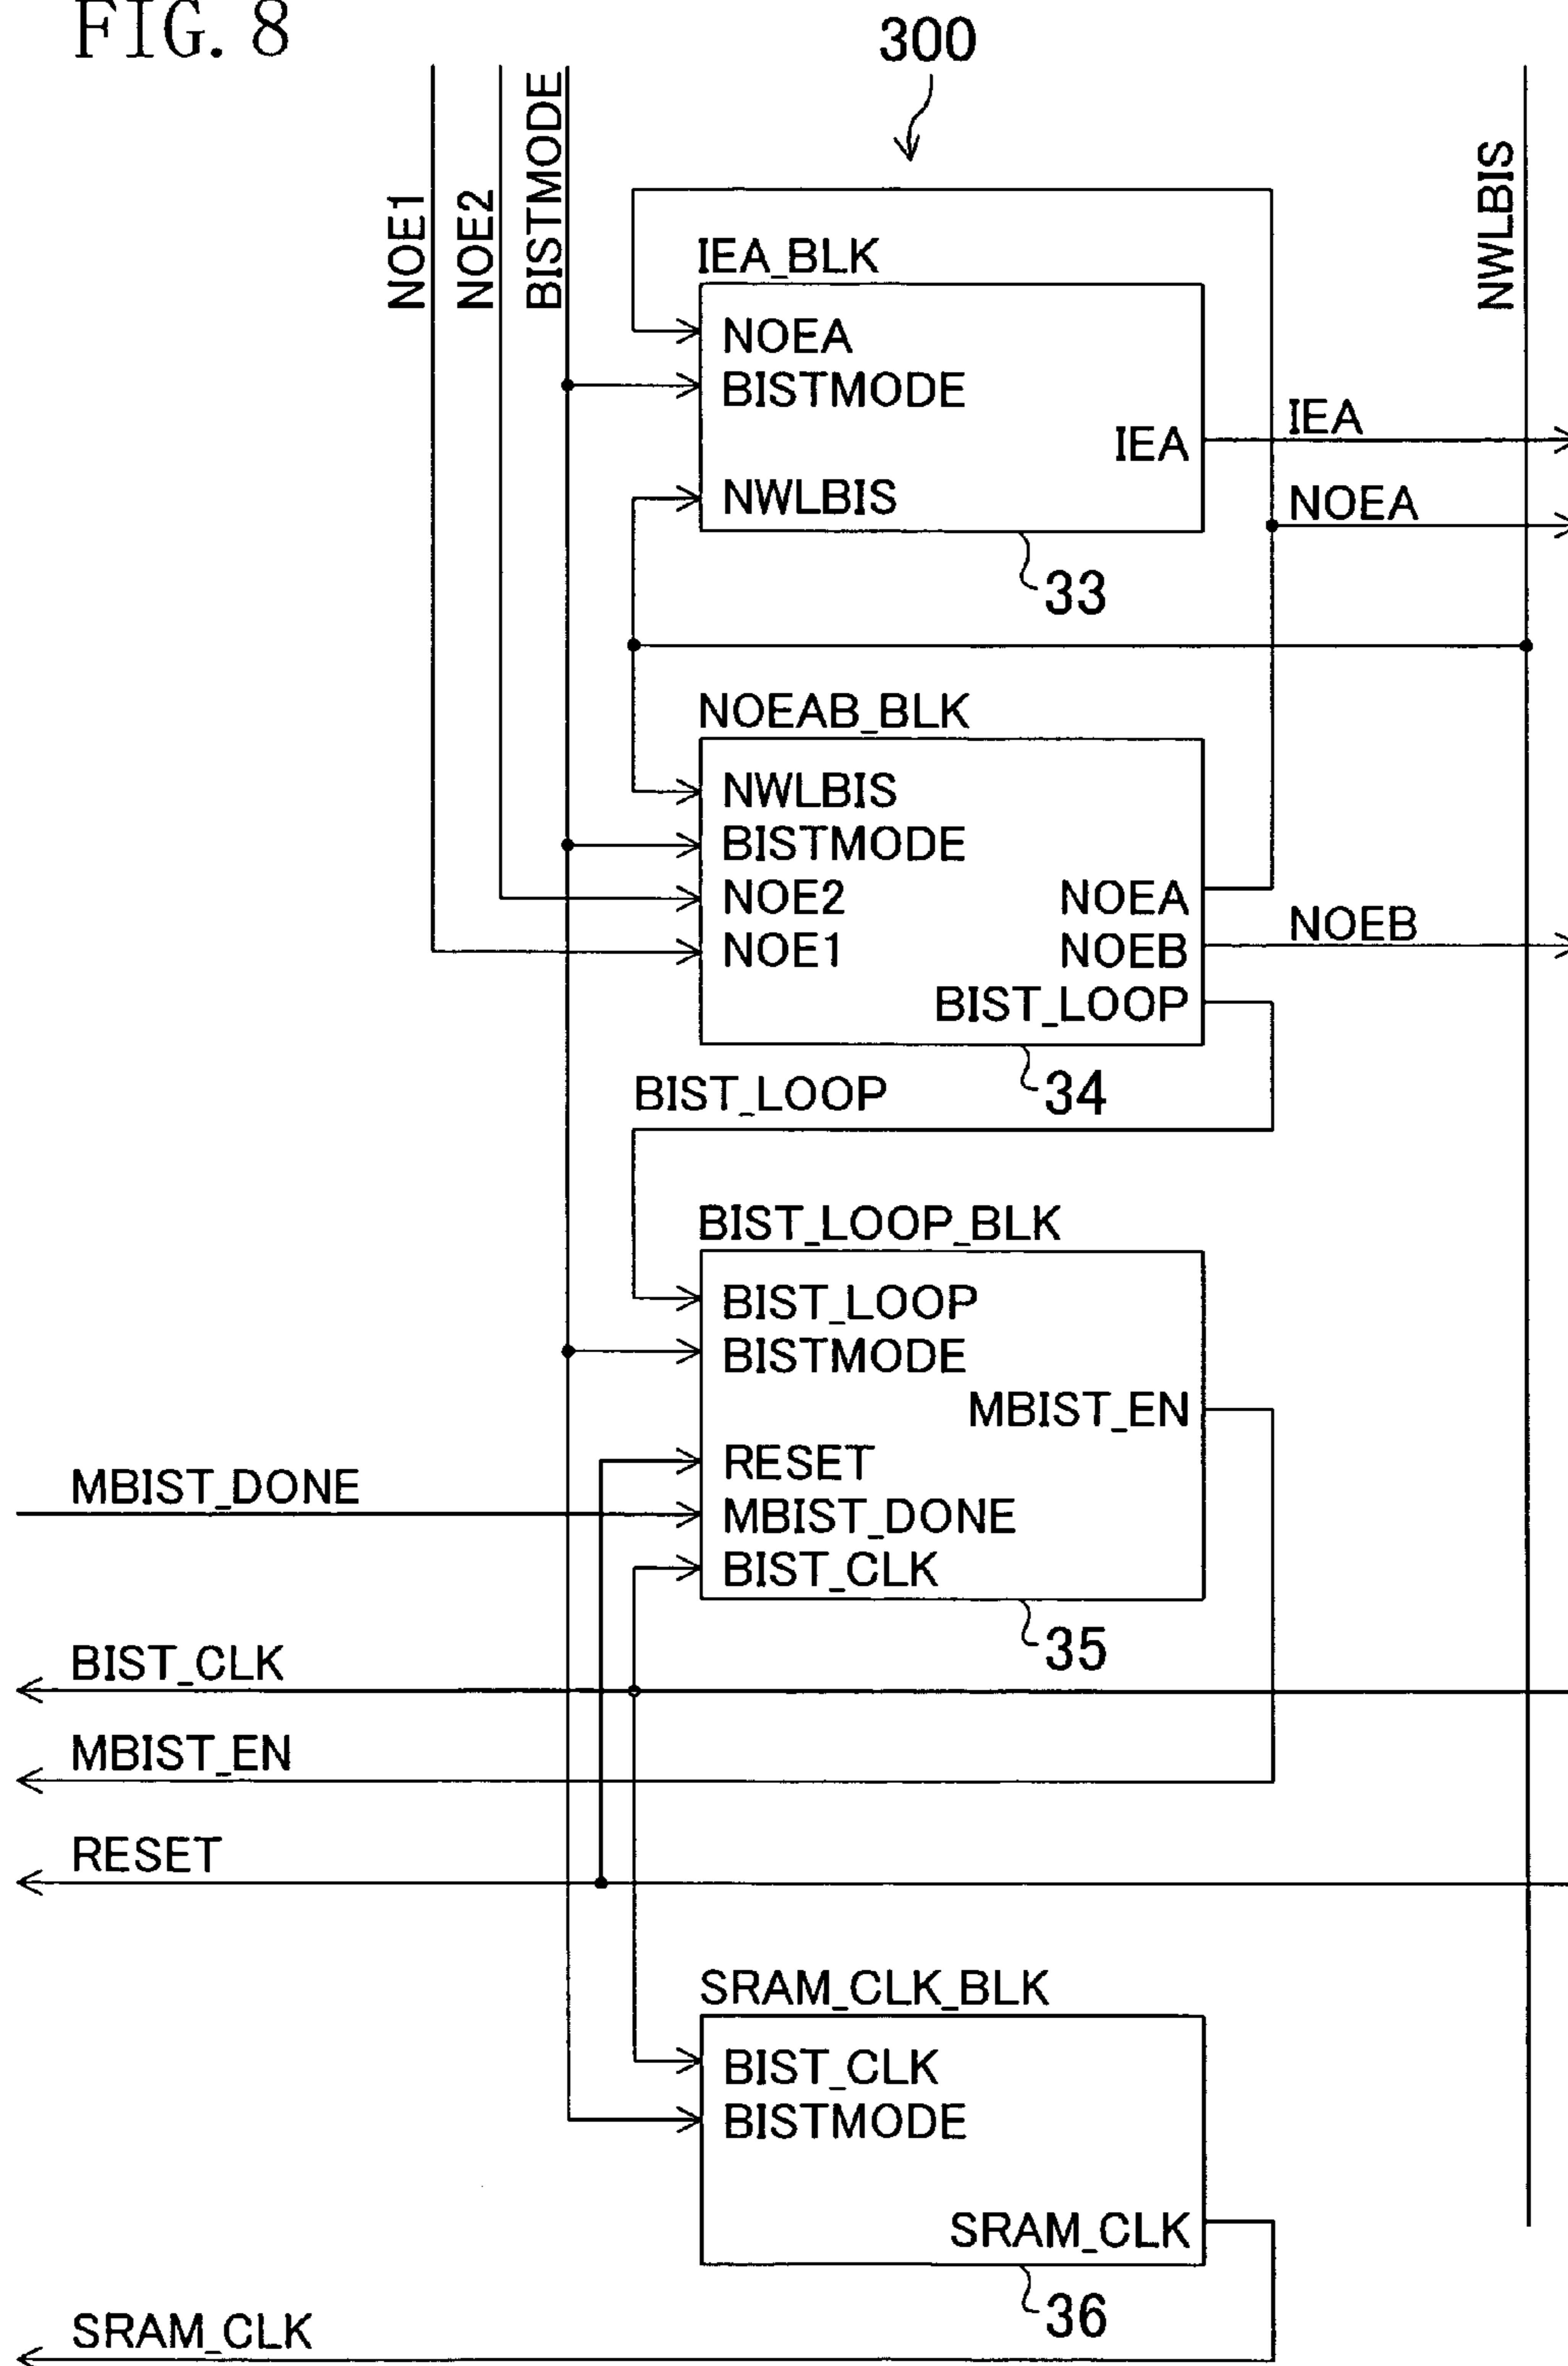 FIG. 8
300
NOE1
NOE2
BISTMODE
NWLBIS
IEA_BLK
NOEA
BISTMODE
IEA
NWLBIS
IEA
NOEA
33
NOEAB_BLK
NWLBIS
BISTMODE
NOE2
NOE1
NOEA
NOEB
BIST_LOOP
NOEB
34
BIST_LOOP
BIST_LOOP_BLK
BIST_LOOP
BISTMODE
MBIST_EN
RESET
MBIST_DONE
BIST_CLK
MBIST_DONE
35
BIST_CLK
MBIST_EN
RESET
SRAM_CLK_BLK
BIST_CLK
BISTMODE
SRAM_CLK
36
SRAM_CLK